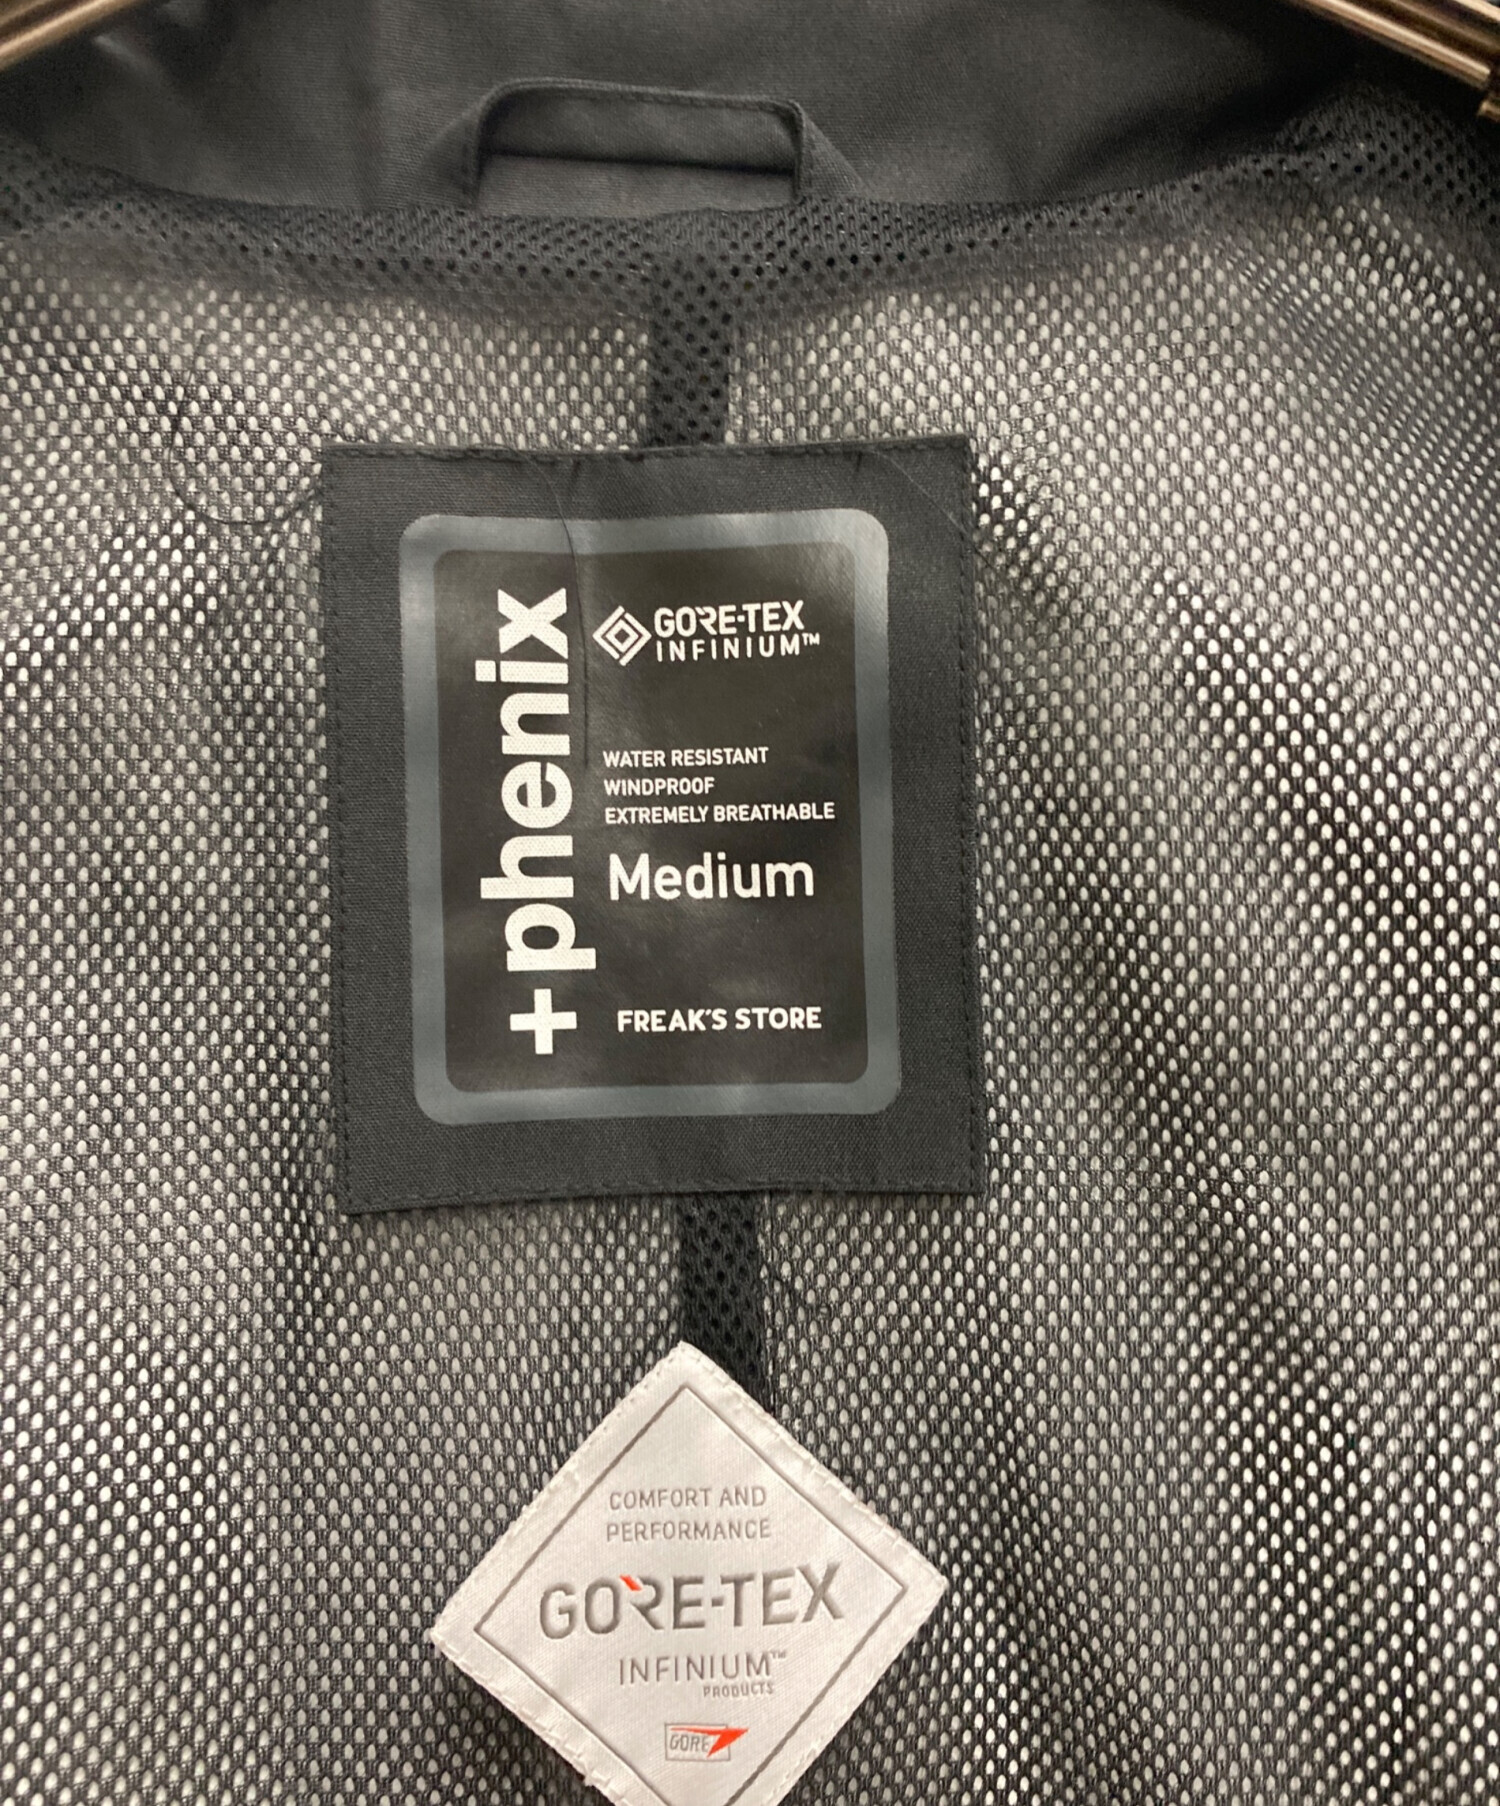 +phenix
GORE-TEX
INFINIUM™
WATER RESISTANT
WINDPROOF
EXTREMELY BREATHABLE
Medium
FREAK'S STORE
COMFORT AND
PERFORMANCE
GORE-TEX
INFINIUM™
PRODUCTS
GORE